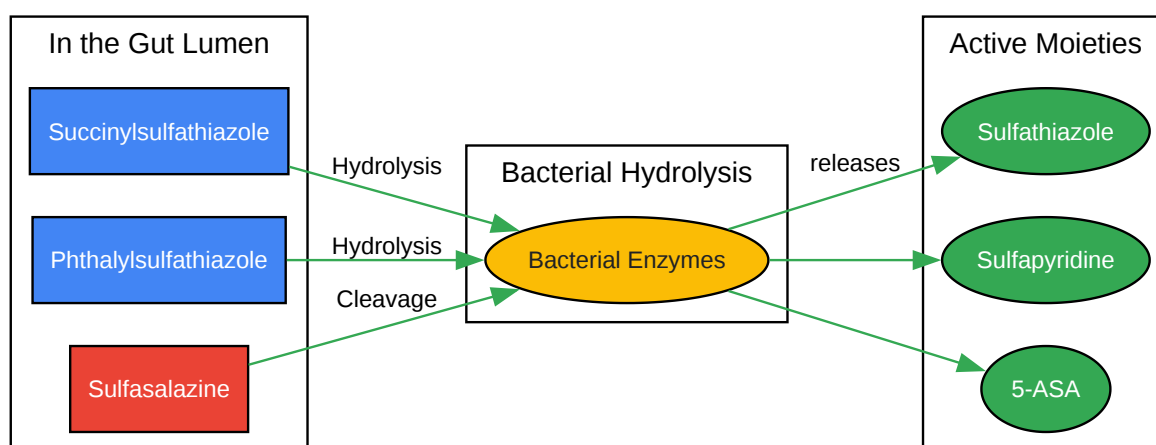 In the Gut Lumen
Succinylsulfathiazole
Phthalylsulfathiazole
Sulfasalazine
Hydrolysis
Hydrolysis
Cleavage
Bacterial Hydrolysis
Bacterial Enzymes
releases
Active Moieties
Sulfathiazole
Sulfapyridine
5-ASA